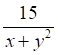 15/(x + y²)